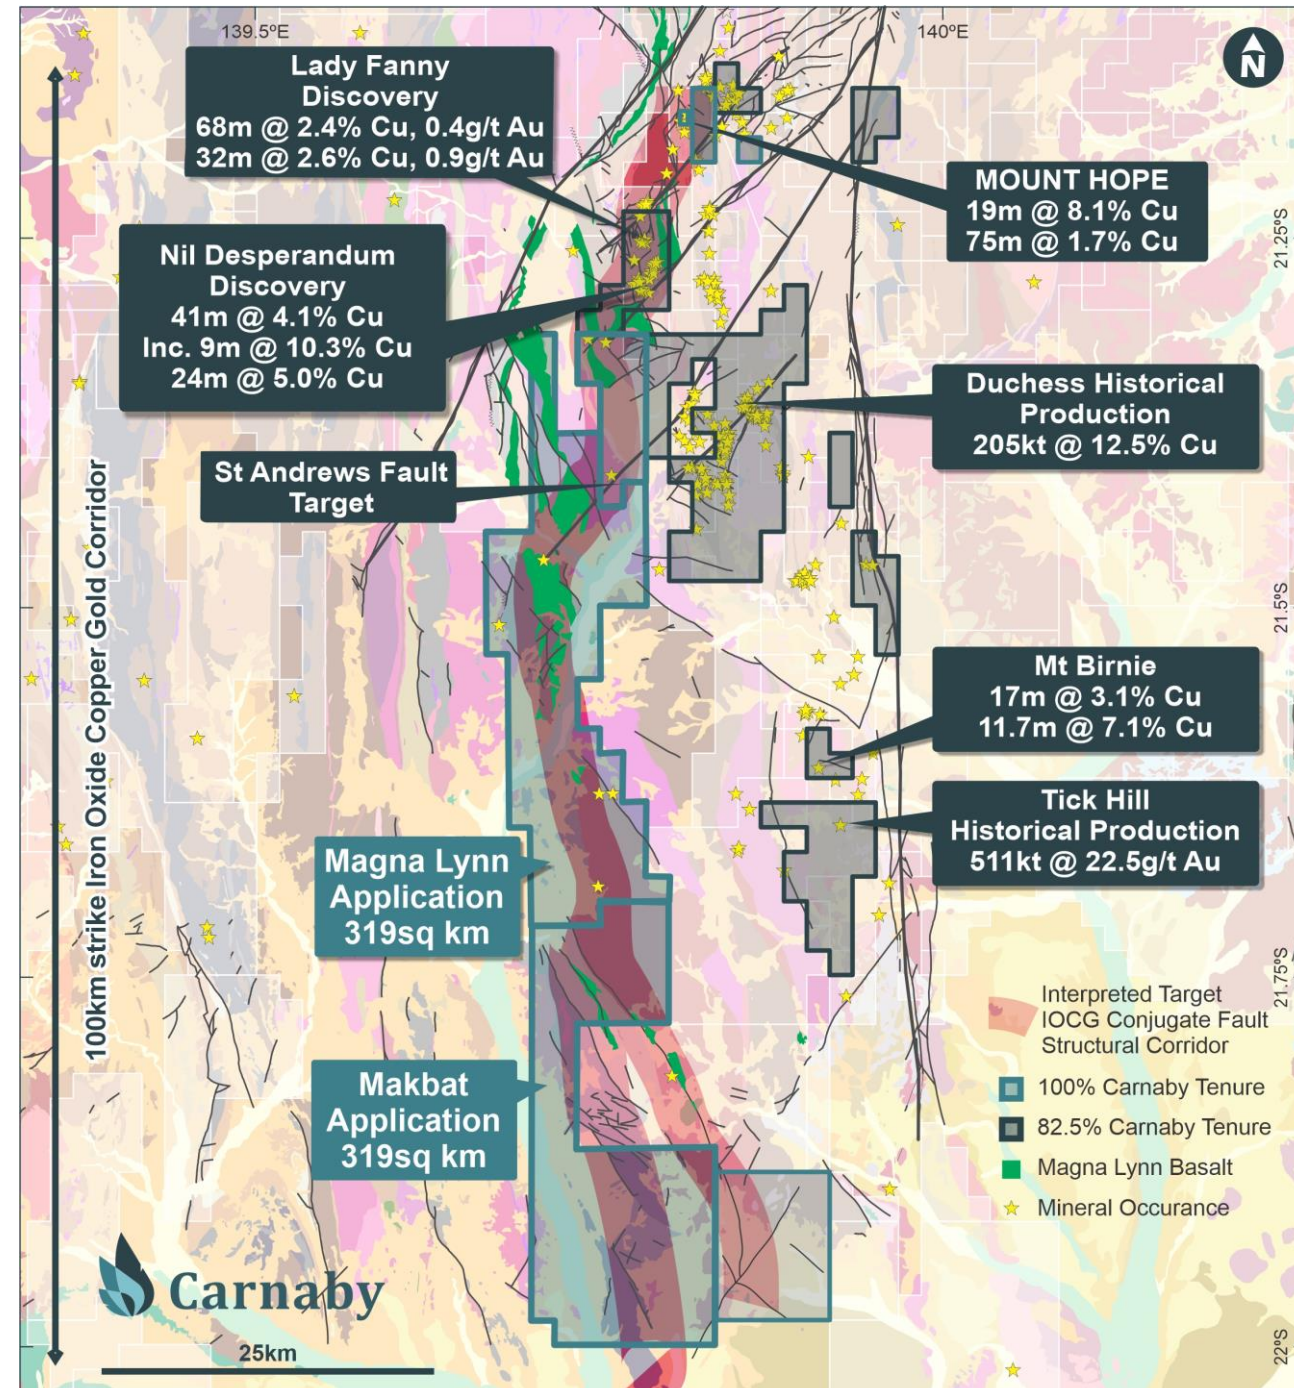 139.5ºE
140ºE
N
Lady Fanny
Discovery
68m @ 2.4% Cu, 0.4g/t Au
32m @ 2.6% Cu, 0.9g/t Au
MOUNT HOPE
19m @ 8.1% Cu
75m @ 1.7% Cu
21.25ºS
Nil Desperandum
Discovery
41m @ 4.1% Cu
Inc. 9m @ 10.3% Cu
24m @ 5.0% Cu
Duchess Historical
Production
205kt @ 12.5% Cu
St Andrews Fault
Target
100km strike Iron Oxide Copper Gold Corridor
21.5ºS
Mt Birnie
17m @ 3.1% Cu
11.7m @ 7.1% Cu
Tick Hill
Historical Production
511kt @ 22.5g/t Au
Magna Lynn
Application
319sq km
21.75ºS
Makbat
Application
319sq km
Interpreted Target
IOCG Conjugate Fault
Structural Corridor
100% Carnaby Tenure
82.5% Carnaby Tenure
Magna Lynn Basalt
Mineral Occurance
Carnaby
25km
22ºS